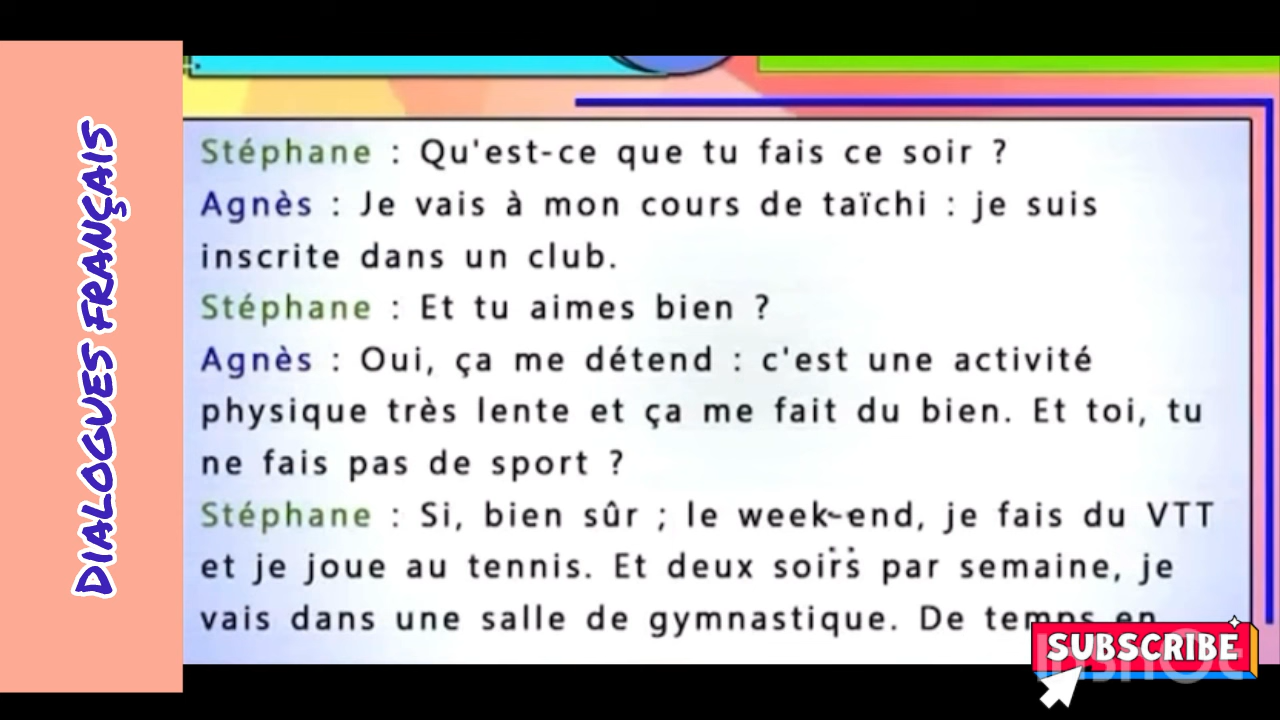 DIALOGUES FRANÇAIS
Stéphane : Qu'est-ce que tu fais ce soir ?
Agnès : Je vais à mon cours de taïchi : je suis
inscrite dans un club.
Stéphane : Et tu aimes bien ?
Agnès : Oui, ça me détend : c'est une activité
physique très lente et ça me fait du bien. Et toi, tu
ne fais pas de sport ?
Stéphane : Si, bien sûr ; le week-end, je fais du VTT
et je joue au tennis. Et deux soirs par semaine, je
vais dans une salle de gymnastique. De temps en
SUBSCRIBE